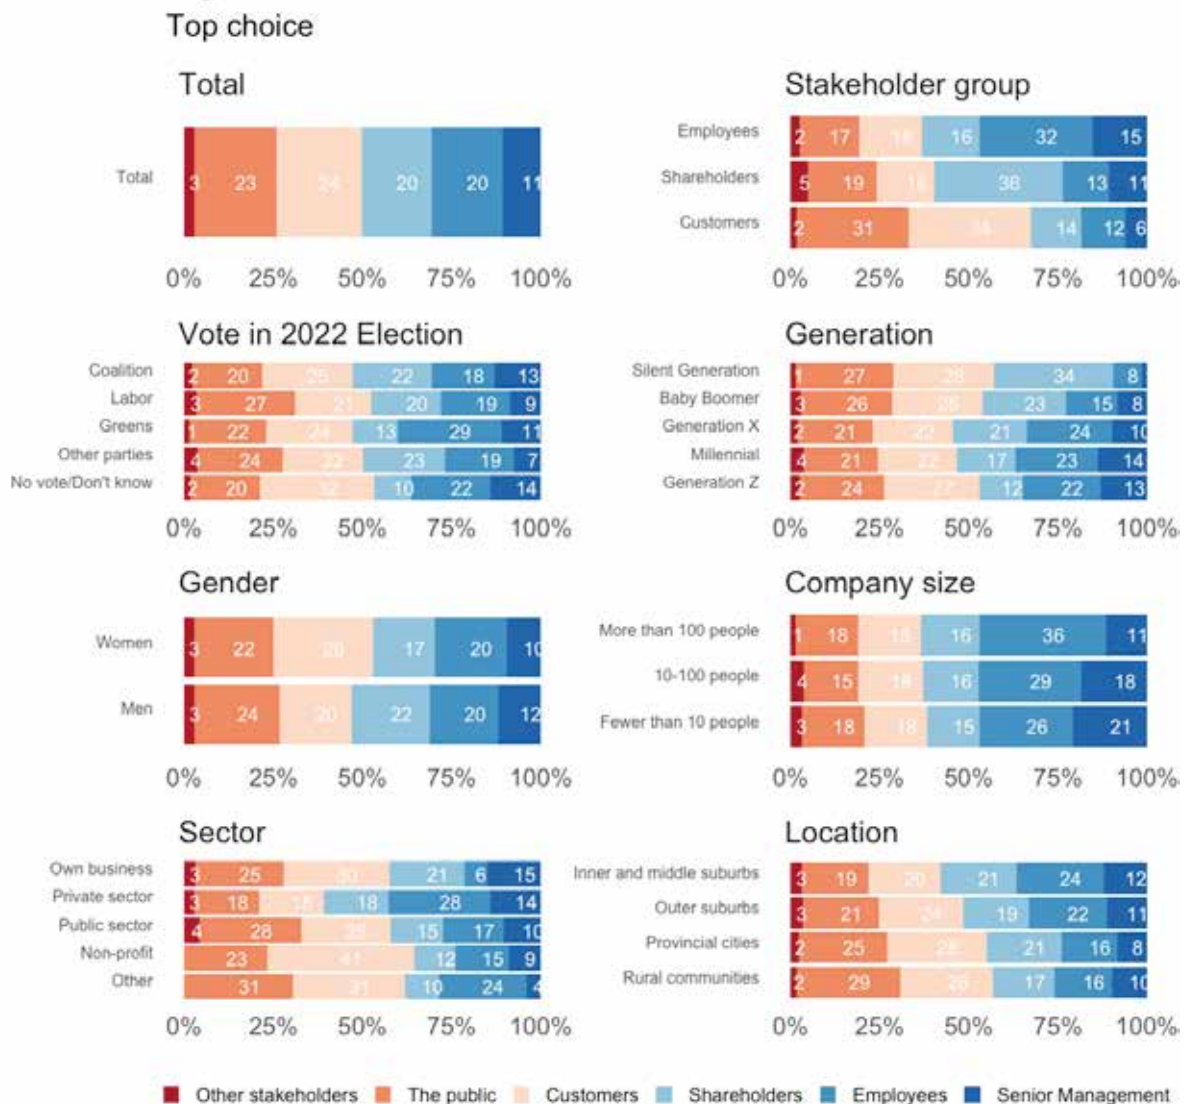 Top choice
Total
Total 3 23 24 20 20 11
0% 25% 50% 75% 100%
Stakeholder group
Employees 2 17 18 16 32 15
Shareholders 5 19 16 36 13 11
Customers 2 31 34 14 12 6
0% 25% 50% 75% 100%
Vote in 2022 Election
Coalition 2 20 25 22 18 13
Labor 3 27 21 20 19 9
Greens 1 22 24 13 29 11
Other parties 4 24 22 23 19 7
No vote/Don't know 2 20 32 10 22 14
0% 25% 50% 75% 100%
Generation
Silent Generation 1 27 28 34 8
Baby Boomer 3 26 25 23 15 8
Generation X 2 21 22 21 24 10
Millennial 4 21 22 17 23 14
Generation Z 2 24 27 12 22 13
0% 25% 50% 75% 100%
Gender
Women 3 22 28 17 20 10
Men 3 24 20 22 20 12
0% 25% 50% 75% 100%
Company size
More than 100 people 1 18 18 16 36 11
10-100 people 4 15 18 16 29 18
Fewer than 10 people 3 18 18 15 26 21
0% 25% 50% 75% 100%
Sector
Own business 3 25 30 21 6 15
Private sector 3 18 18 18 28 14
Public sector 4 28 25 15 17 10
Non-profit 23 41 12 15 9
Other 31 31 10 24 4
0% 25% 50% 75% 100%
Location
Inner and middle suburbs 3 19 20 21 24 12
Outer suburbs 3 21 24 19 22 11
Provincial cities 2 25 28 21 16 8
Rural communities 2 29 26 17 16 10
0% 25% 50% 75% 100%
Other stakeholders The public Customers Shareholders Employees Senior Management